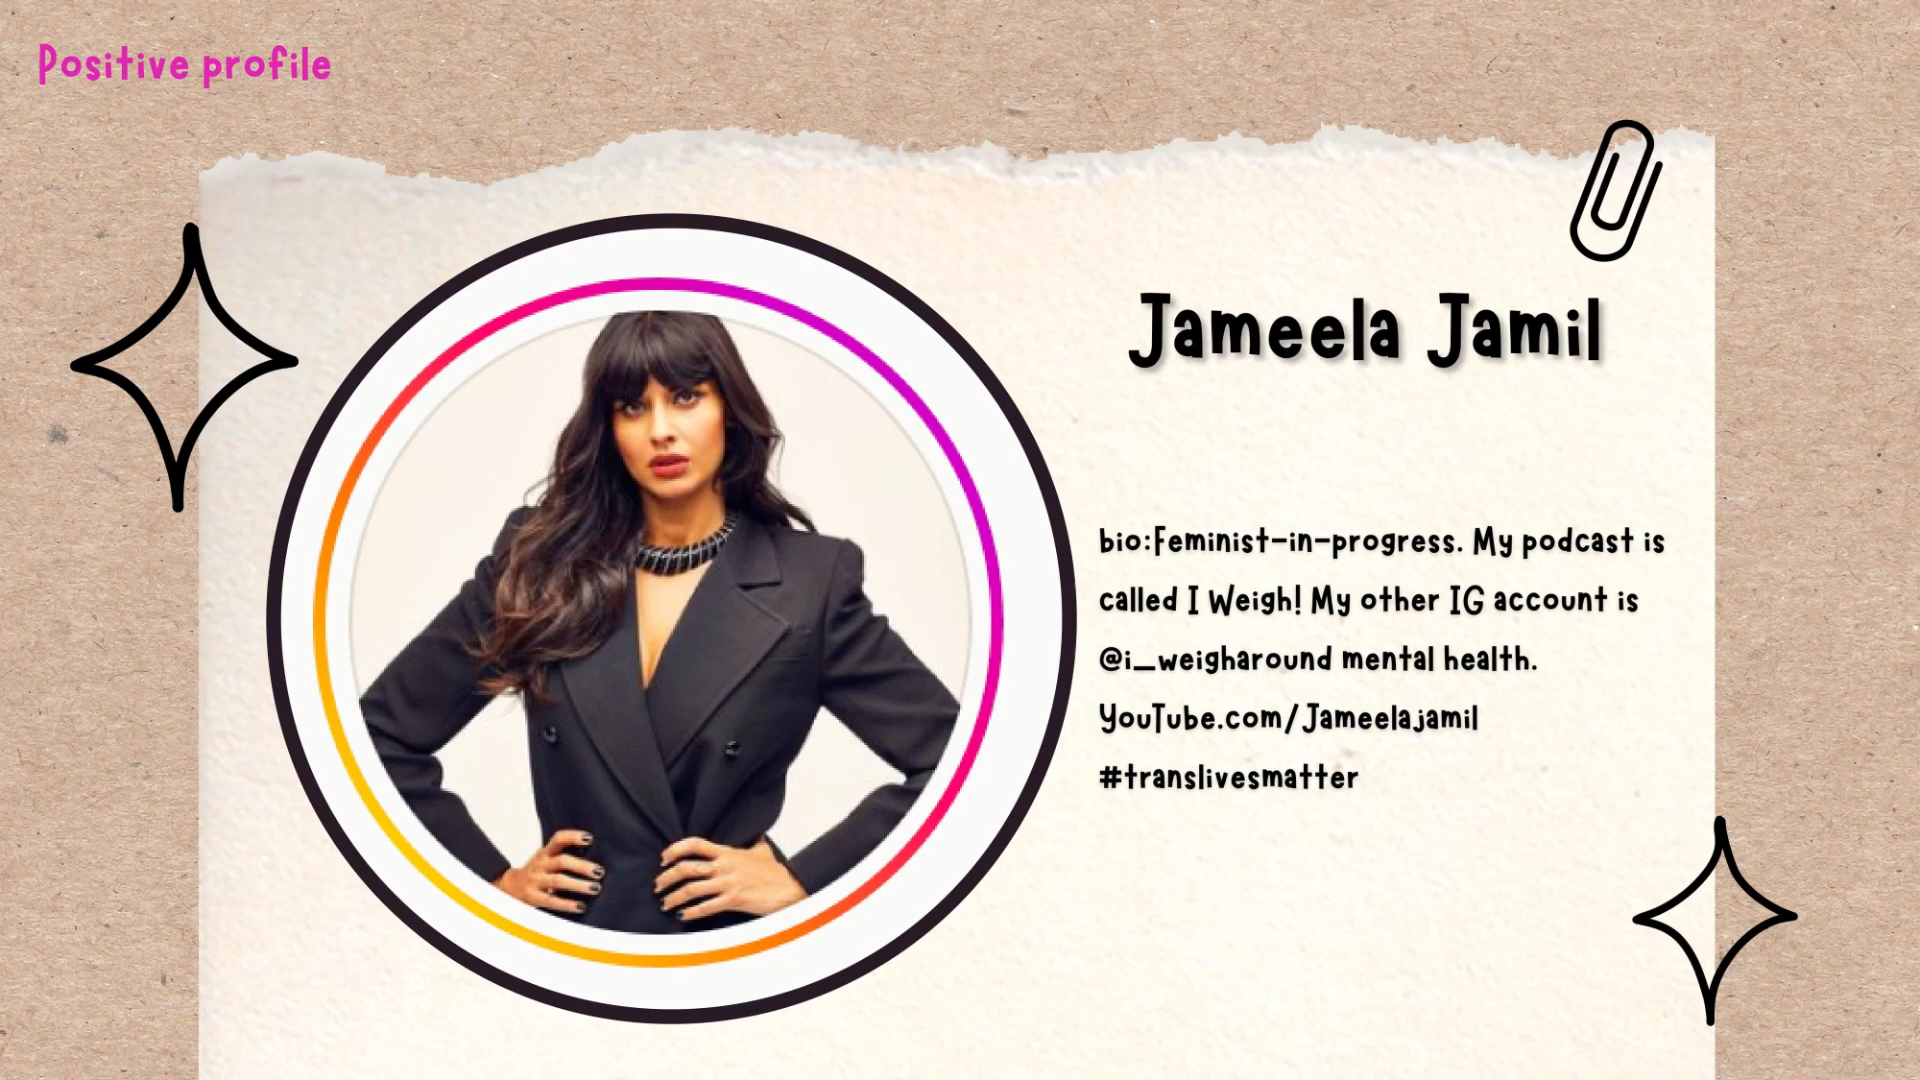 Positive profile
Jameela Jamil
bio:Feminist-in-progress. My podcast is
called I Weigh! My other IG account is
@i_weigharound mental health.
YouTube.com/Jameelajamil
#translivesmatter